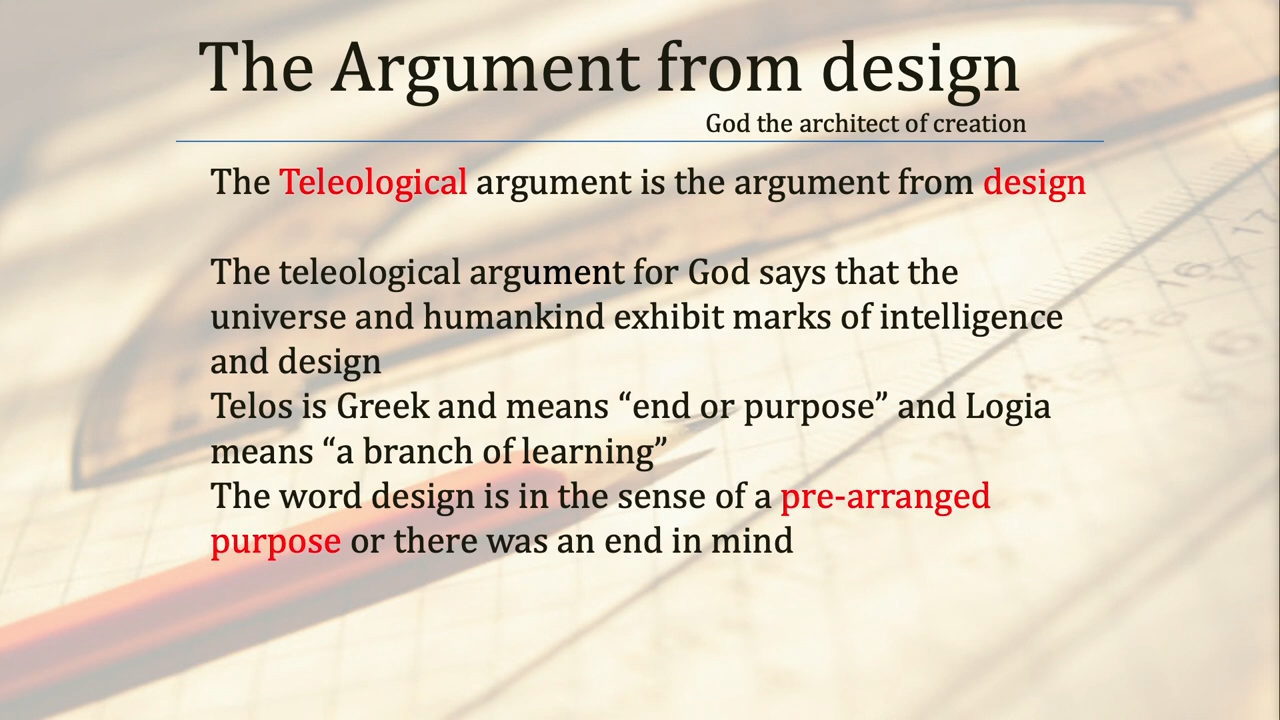 The Argument from design
God the architect of creation
The Teleological argument is the argument from design
The teleological argument for God says that the
universe and humankind exhibit marks of intelligence
and design
Telos is Greek and means “end or purpose” and Logia
means “a branch of learning”
The word design is in the sense of a pre-arranged
purpose or there was an end in mind
15
16
17